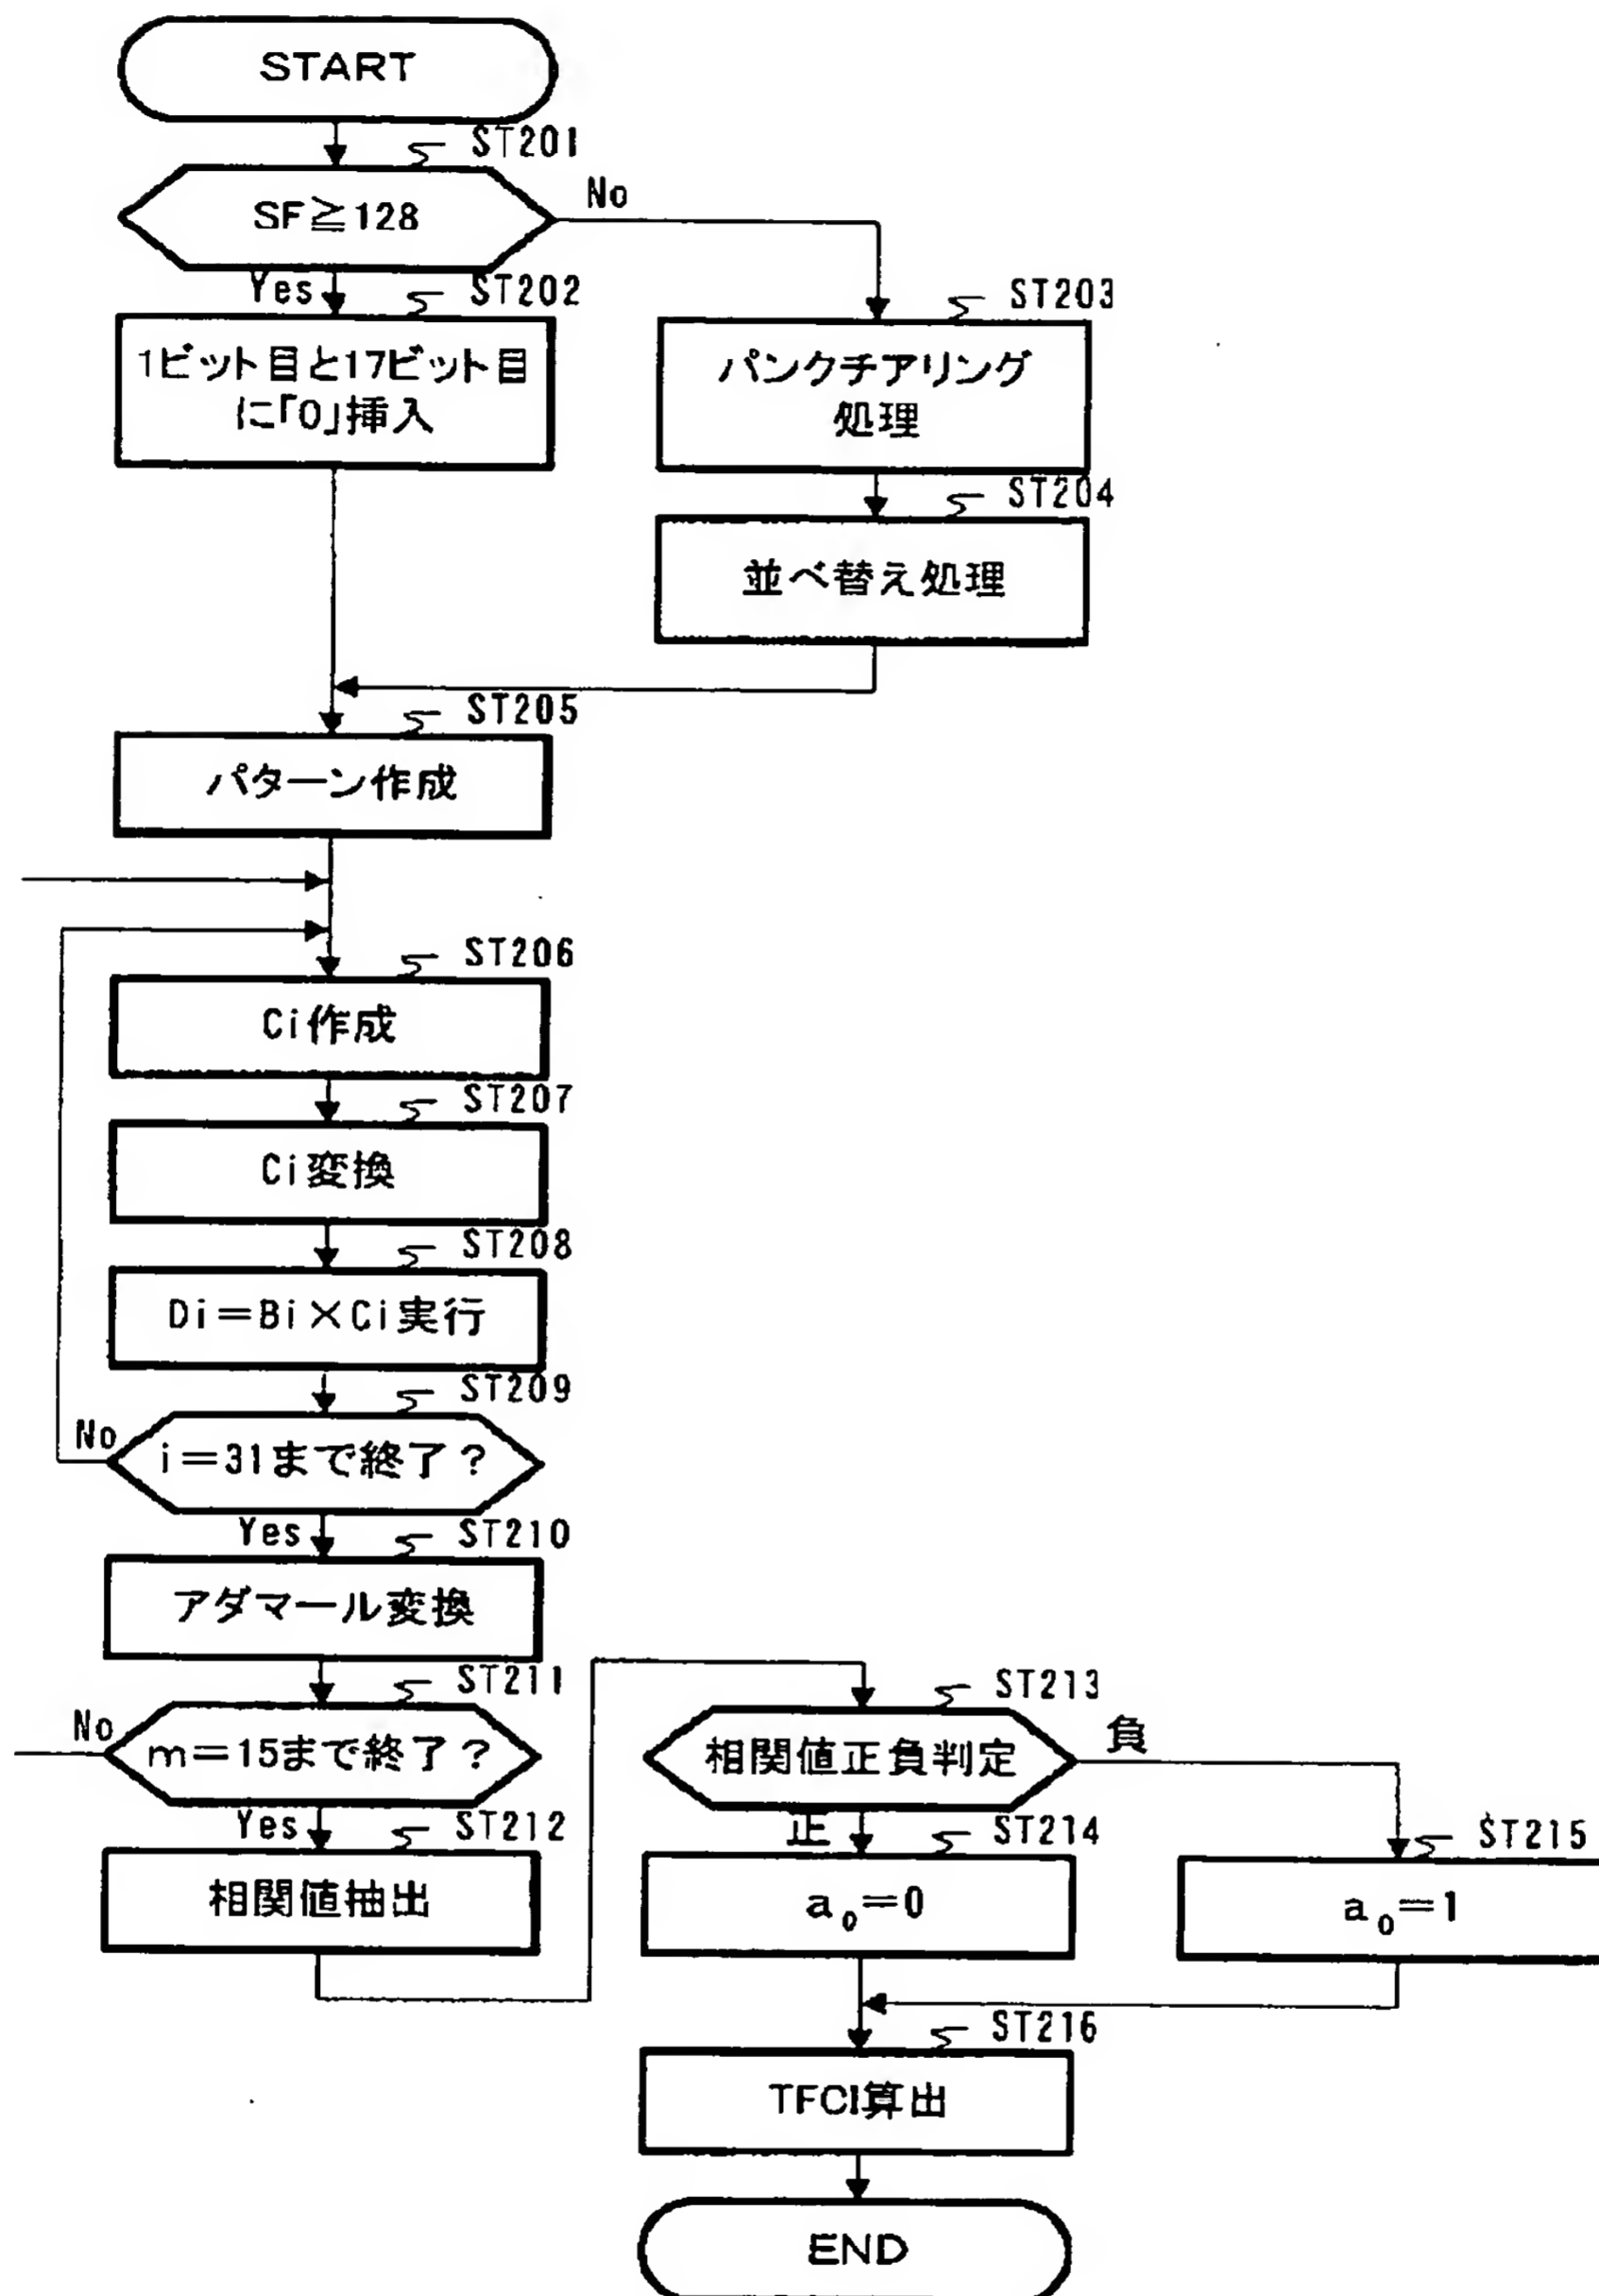 START
ST201
SF≧128
No
Yes
ST202
1ビット目と17ビット目
に「0」挿入
ST203
パンクチアリング
処理
ST204
並べ替え処理
ST205
パターン作成
ST206
Ci作成
ST207
Ci変換
ST208
Di=Bi×Ci実行
ST209
No
i=31まで終了?
Yes
ST210
アダマール変換
ST211
No
m=15まで終了?
Yes
ST212
相関値抽出
ST213
相関値正負判定
負
正
ST214
a₀=0
ST215
a₀=1
ST216
TFCI算出
END